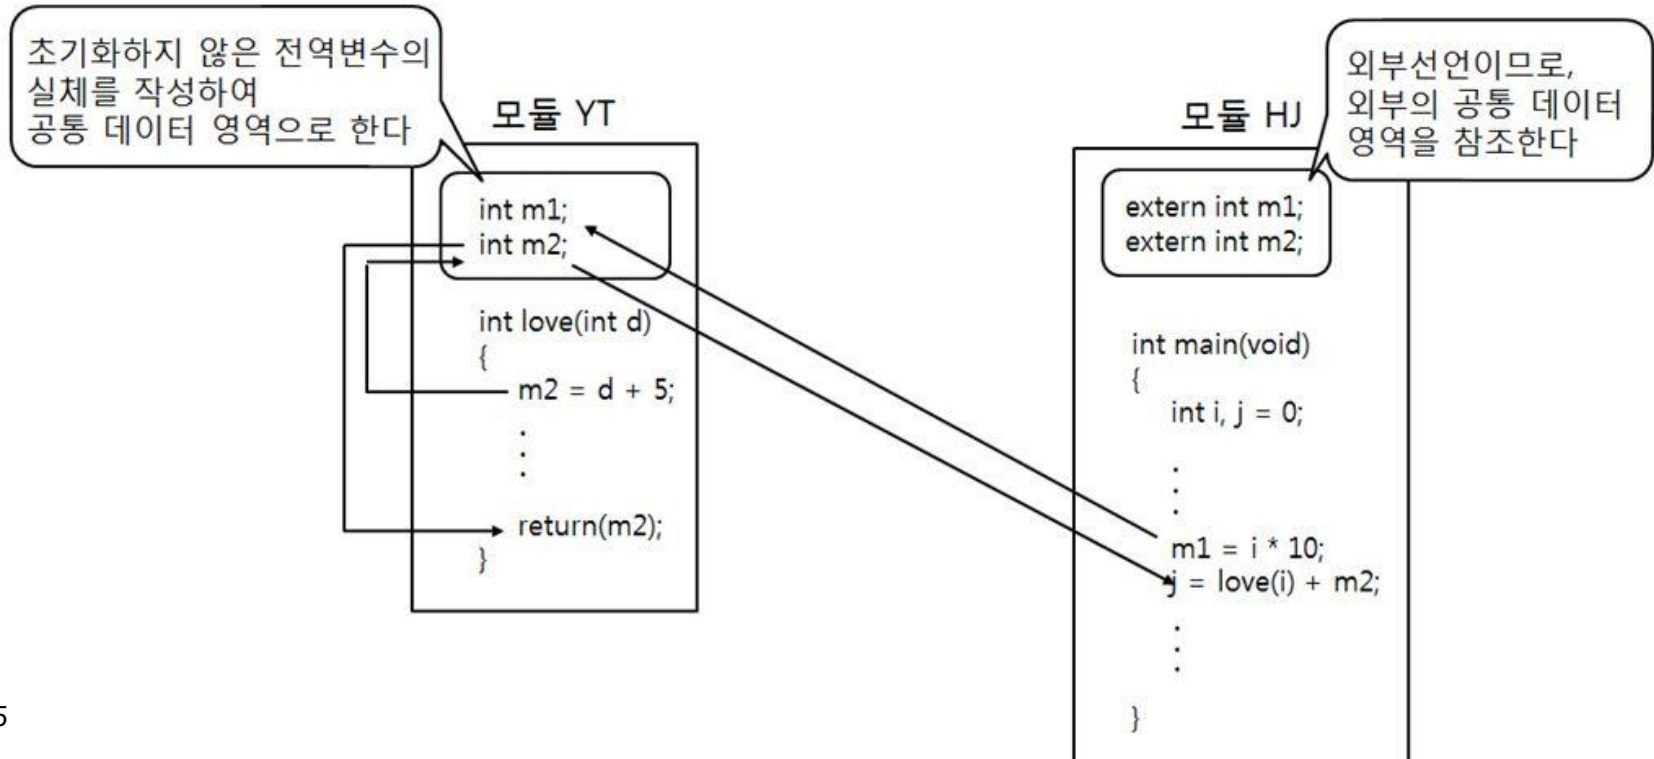 초기화하지 않은 전역변수의
실체를 작성하여
공통 데이터 영역으로 한다
모듈 YT
int m1;
int m2;
int love(int d)
{
m2 = d + 5;
.
.
.
return(m2);
}
외부선언이므로,
외부의 공통 데이터
영역을 참조한다
모듈 HJ
extern int m1;
extern int m2;
int main(void)
{
int i, j = 0;
.
.
.
m1 = i * 10;
j = love(i) + m2;
.
.
.
}
5